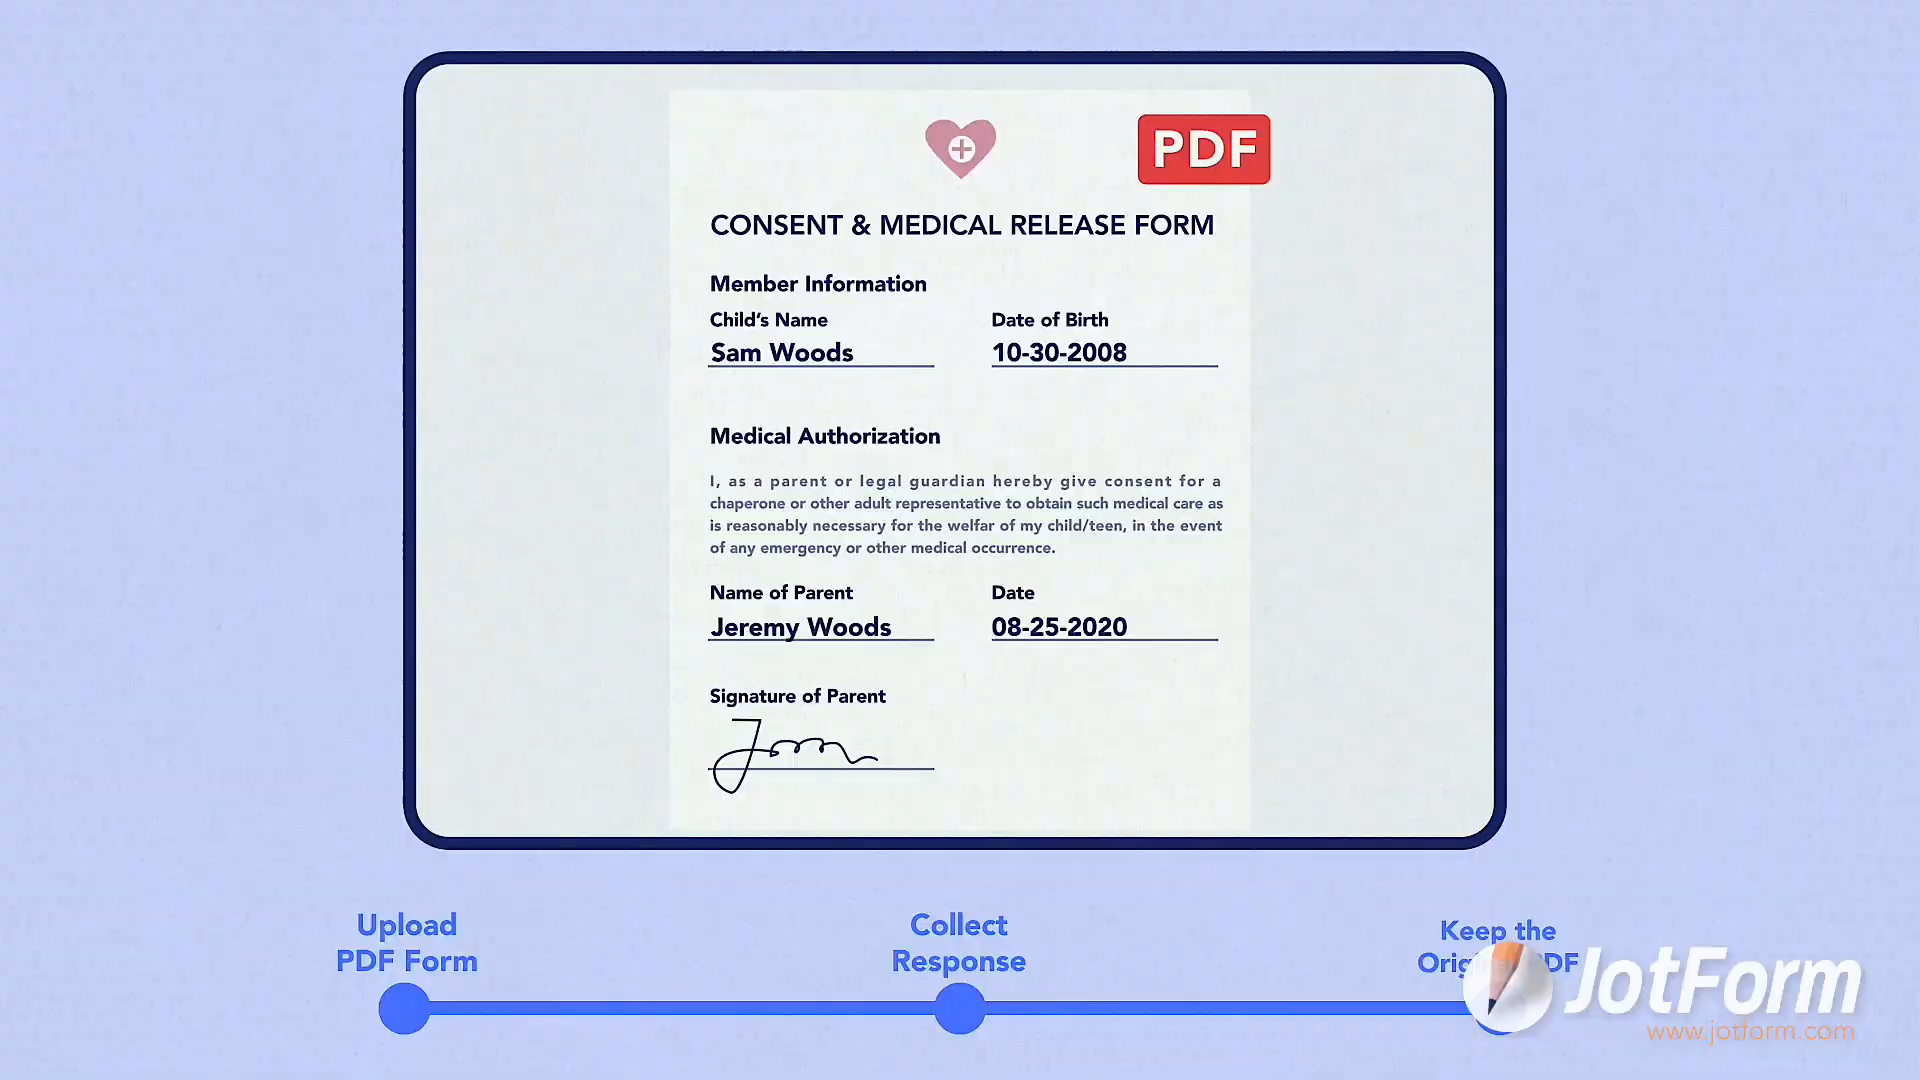 PDF
CONSENT & MEDICAL RELEASE FORM
Member Information
Child's Name Date of Birth
Sam Woods 10-30-2008
Medical Authorization
I, as a parent or legal guardian hereby give consent for a
chaperone or other adult representative to obtain such medical care as
is reasonably necessary for the welfar of my child/teen, in the event
of any emergency or other medical occurrence.
Name of Parent Date
Jeremy Woods 08-25-2020
Signature of Parent
Upload
PDF Form
Collect
Response
Keep the
Original PDF
JotForm
www.jotform.com